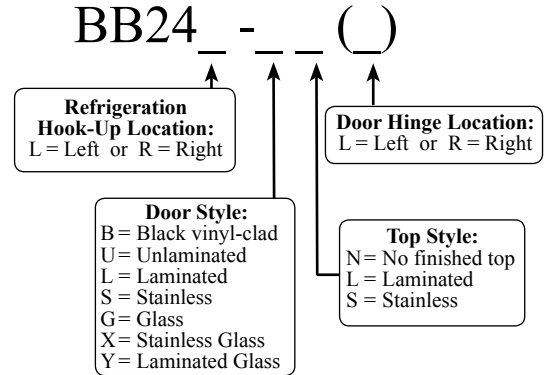 BB24_ - _ _ (_)
Refrigeration
Hook-Up Location:
L = Left or R = Right
Door Hinge Location:
L = Left or R = Right
Door Style:
B = Black vinyl-clad
U = Unlaminated
L = Laminated
S = Stainless
G = Glass
X = Stainless Glass
Y = Laminated Glass
Top Style:
N = No finished top
L = Laminated
S = Stainless